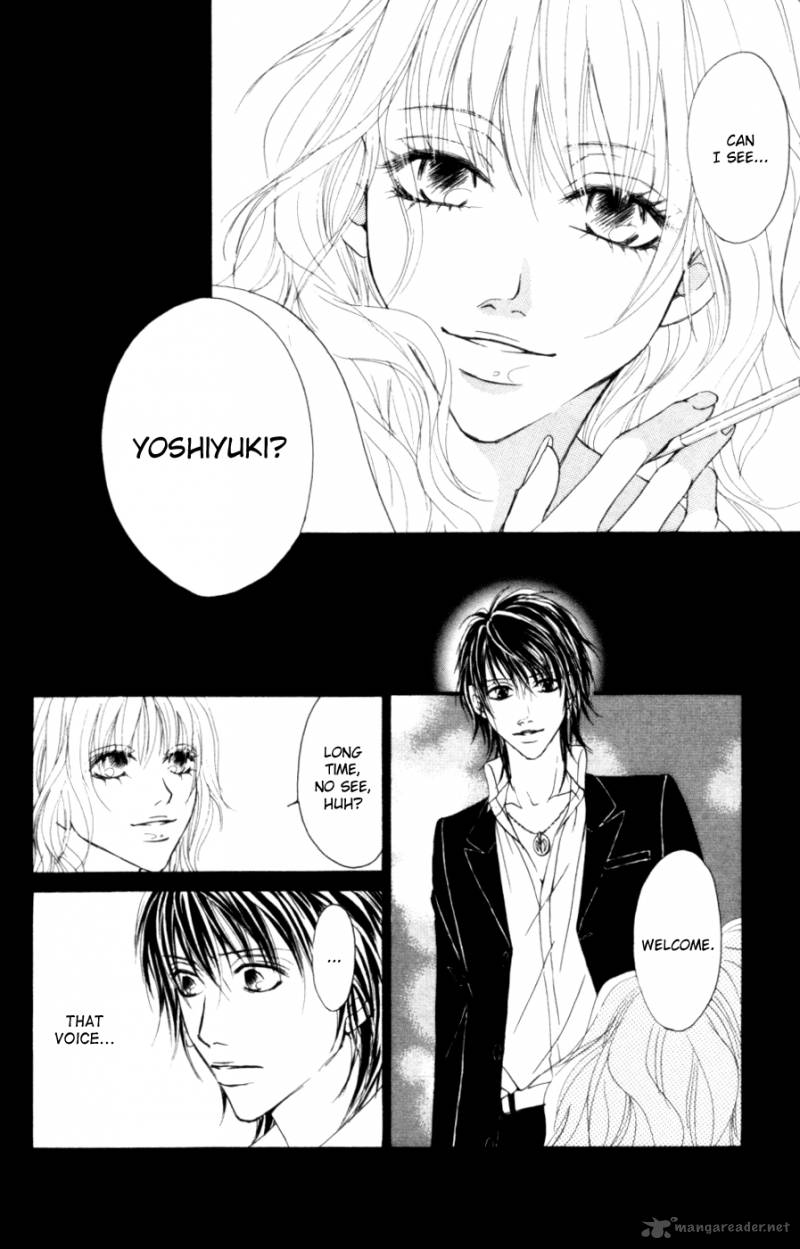 CAN
I SEE...
YOSHIYUKI?
WELCOME.
LONG
TIME,
NO SEE,
HUH?
...
THAT
VOICE...
mangareader.net